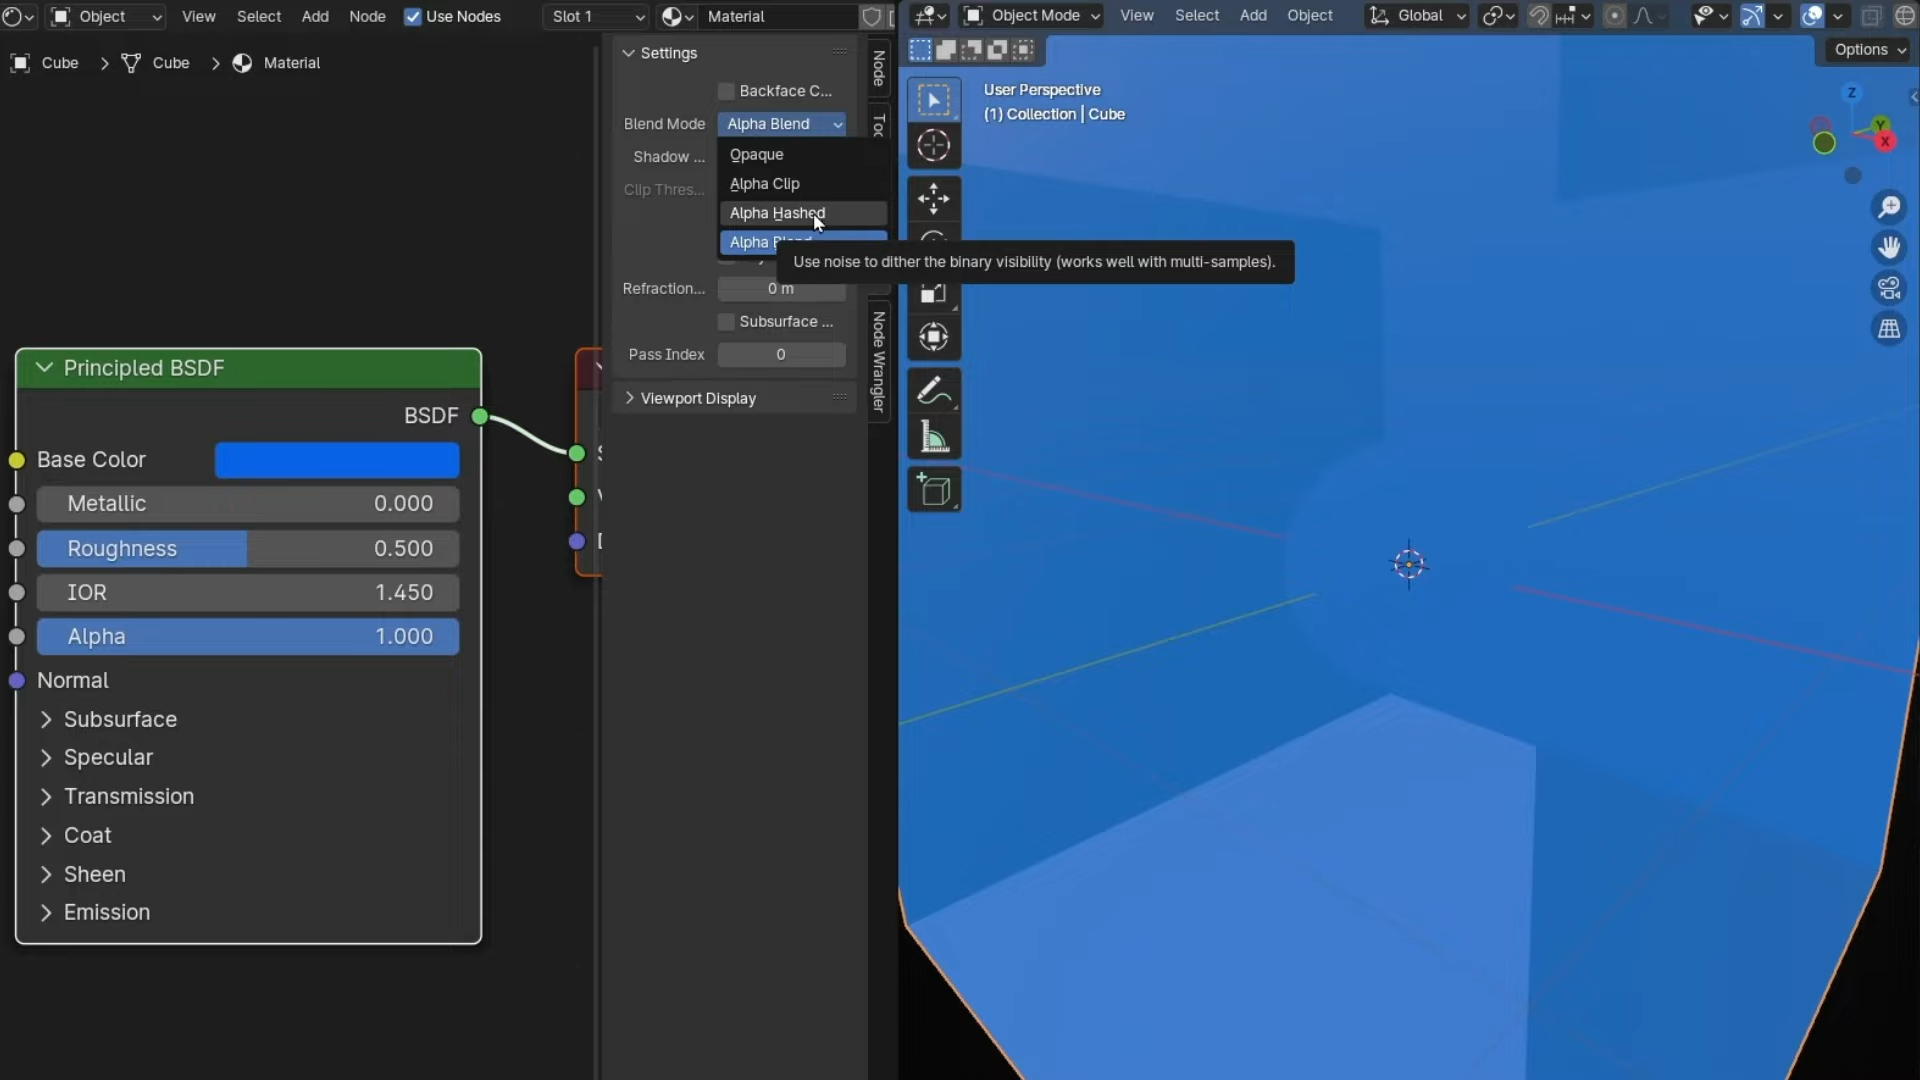 Object
View
Select
Add
Node
Use Nodes
Slot 1
Material
Object Mode
View
Select
Add
Object
Global
Options
Cube
Cube
Material
Settings
Backface C...
Blend Mode
Alpha Blend
Opaque
Shadow ...
Alpha Clip
Clip Thres...
Alpha Hashed
Alpha Blend
Use noise to dither the binary visibility (works well with multi-samples).
Refraction...
0 m
Subsurface ...
Pass Index
0
Viewport Display
Node
Node Wrangler
User Perspective
(1) Collection | Cube
Z
Y
X
Principled BSDF
BSDF
Base Color
Metallic
0.000
Roughness
0.500
IOR
1.450
Alpha
1.000
Normal
Subsurface
Specular
Transmission
Coat
Sheen
Emission